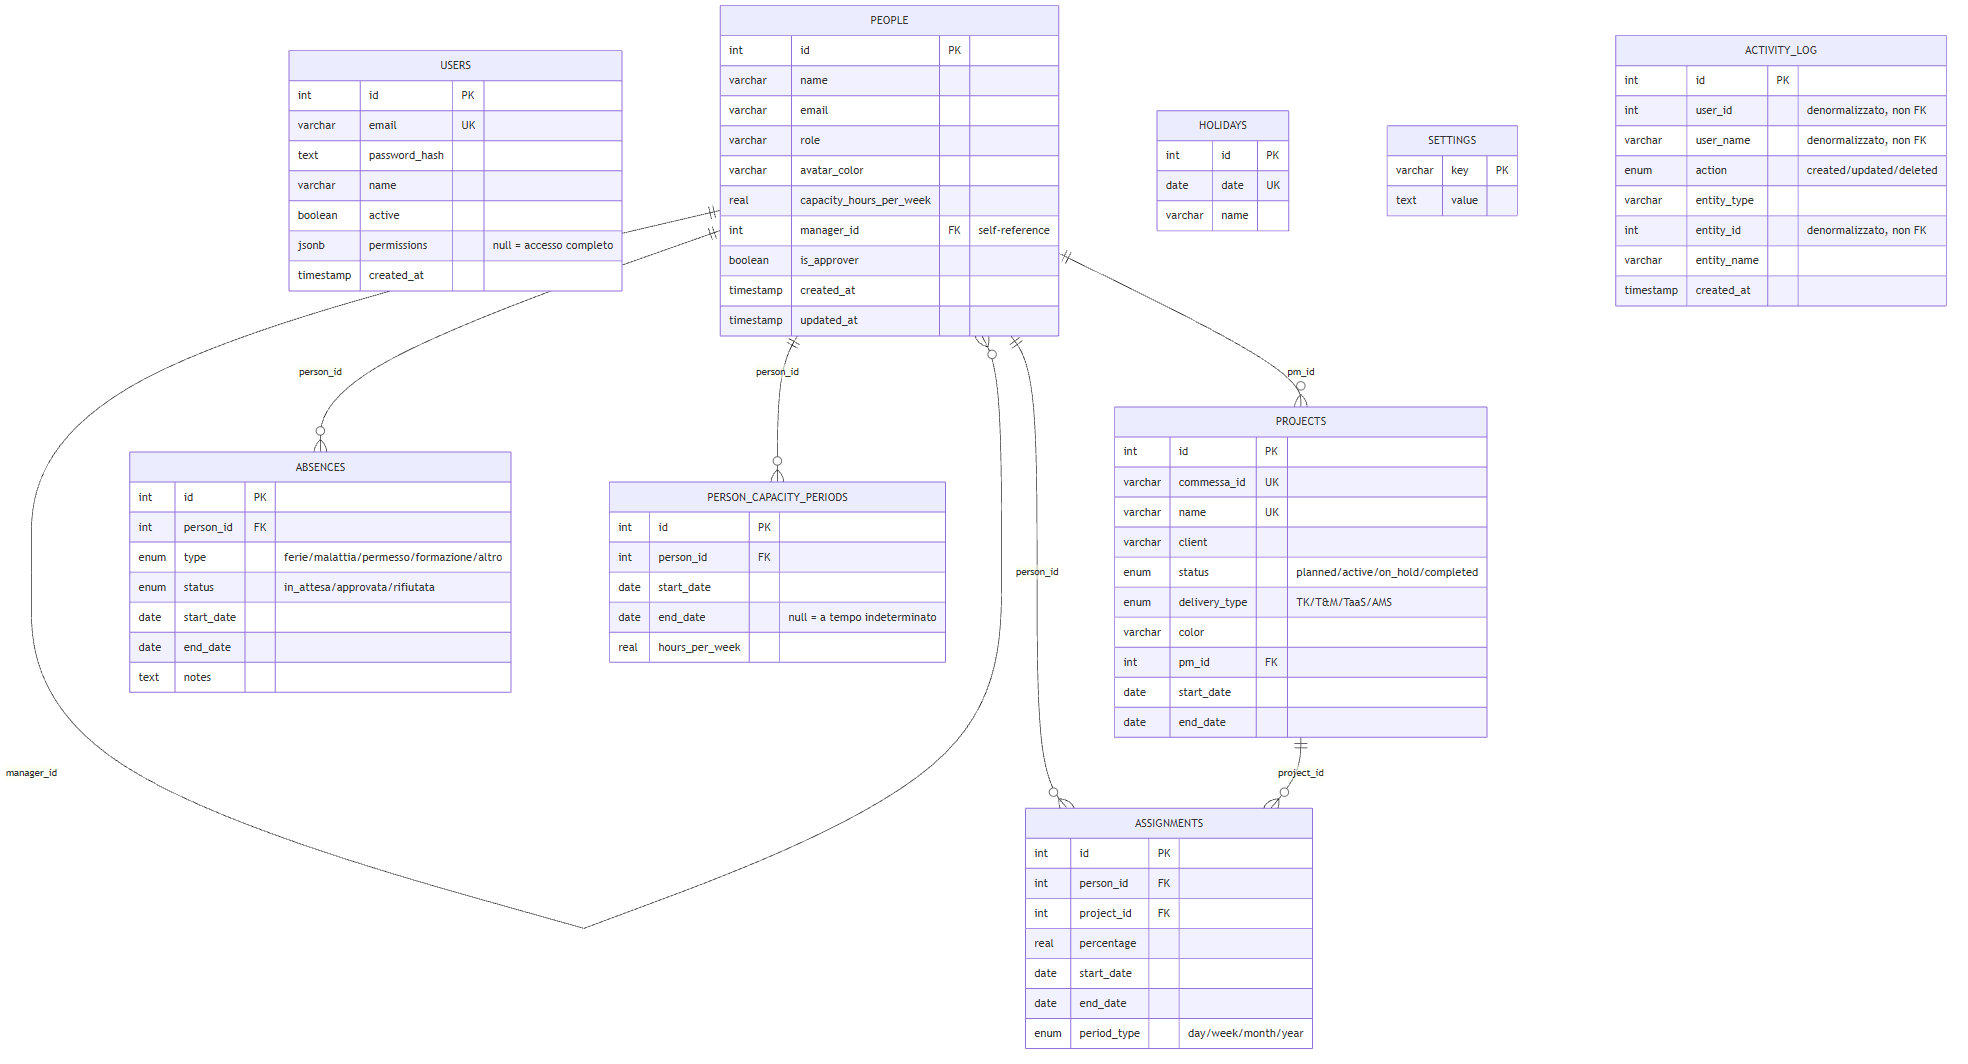 PEOPLE
int id PK
varchar name
varchar email
varchar role
varchar avatar_color
real capacity_hours_per_week
int manager_id FK self-reference
boolean is_approver
timestamp created_at
timestamp updated_at
USERS
int id PK
varchar email UK
text password_hash
varchar name
boolean active
jsonb permissions null = accesso completo
timestamp created_at
HOLIDAYS
int id PK
date date UK
varchar name
SETTINGS
varchar key PK
text value
ACTIVITY_LOG
int id PK
int user_id denormalizzato, non FK
varchar user_name denormalizzato, non FK
enum action created/updated/deleted
varchar entity_type
int entity_id denormalizzato, non FK
varchar entity_name
timestamp created_at
person_id
person_id
pm_id
ABSENCES
int id PK
int person_id FK
enum type ferie/malattia/permesso/formazione/altro
enum status in_attesa/approvata/rifiutata
date start_date
date end_date
text notes
PERSON_CAPACITY_PERIODS
int id PK
int person_id FK
date start_date
date end_date null = a tempo indeterminato
real hours_per_week
person_id
PROJECTS
int id PK
varchar commessa_id UK
varchar name UK
varchar client
enum status planned/active/on_hold/completed
enum delivery_type TK/T&M/TaaS/AMS
varchar color
int pm_id FK
date start_date
date end_date
manager_id
project_id
ASSIGNMENTS
int id PK
int person_id FK
int project_id FK
real percentage
date start_date
date end_date
enum period_type day/week/month/year